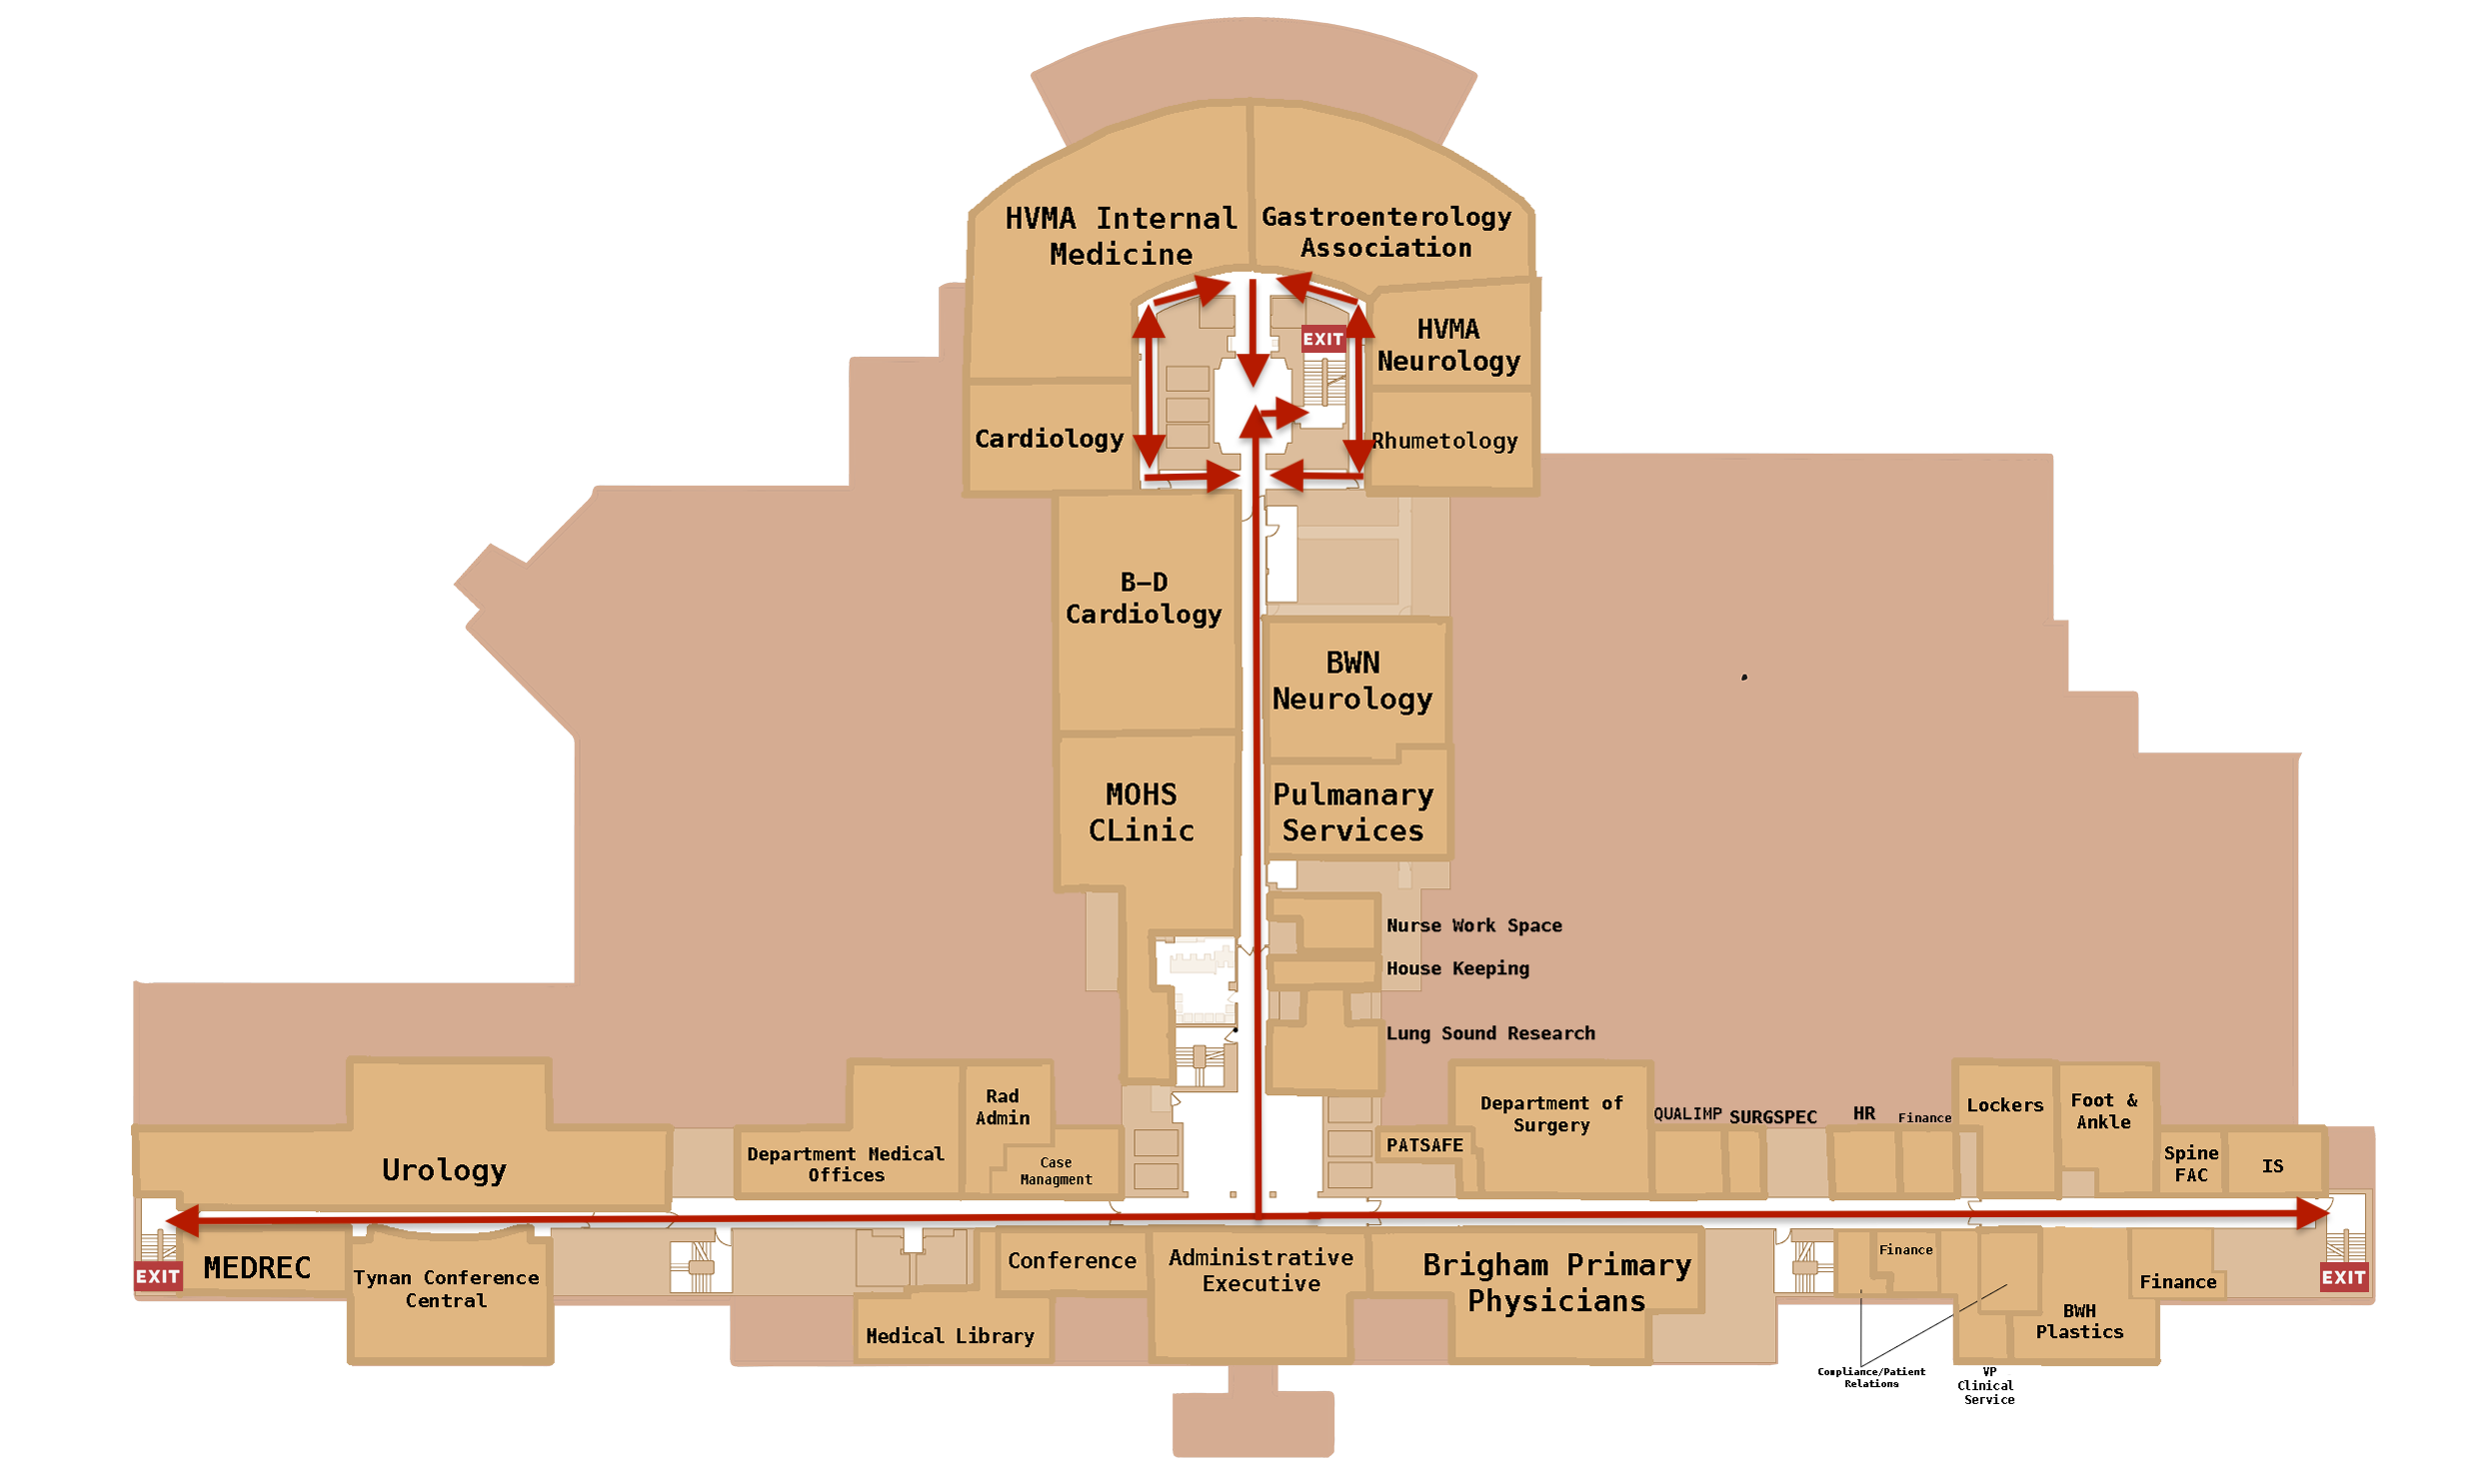 HVMA Internal
Medicine
Gastroenterology
Association
EXIT
HVMA
Neurology
Cardiology
Rhumetology
B–D
Cardiology
BWN
Neurology
MOHS
CLinic
Pulmanary
Services
Nurse Work Space
House Keeping
Lung Sound Research
Urology
Department Medical
Offices
Rad
Admin
Case
Managment
PATSAFE
Department of
Surgery
QUALIMP
SURGSPEC
HR
Finance
Lockers
Foot &
Ankle
Spine
FAC
IS
EXIT
MEDREC
Tynan Conference
Central
Medical Library
Conference
Administrative
Executive
Brigham Primary
Physicians
Finance
BWH
Plastics
Finance
EXIT
Compliance/Patient
Relations
VP
Clinical
Service